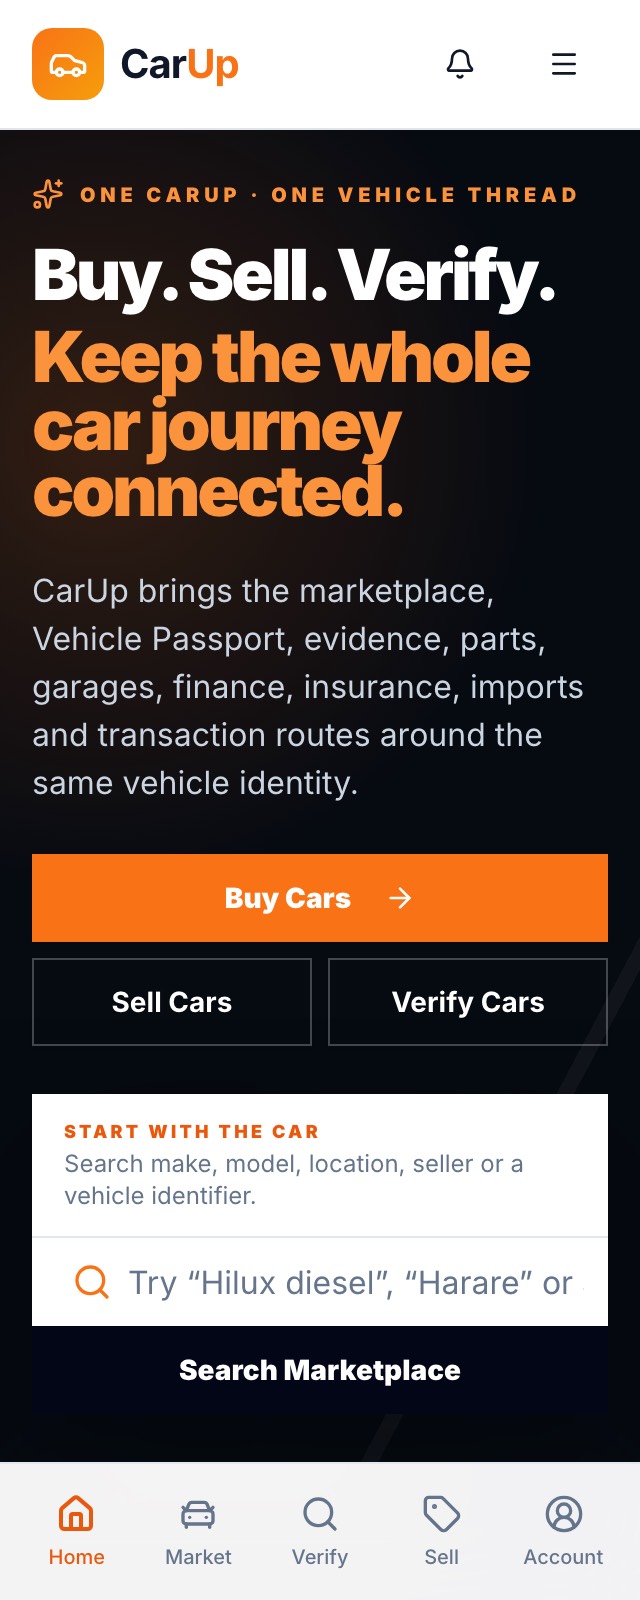 CarUp
ONE CARUP · ONE VEHICLE THREAD
Buy. Sell. Verify.
Keep the whole
car journey
connected.
CarUp brings the marketplace,
Vehicle Passport, evidence, parts,
garages, finance, insurance, imports
and transaction routes around the
same vehicle identity.
Buy Cars
Sell Cars
Verify Cars
START WITH THE CAR
Search make, model, location, seller or a
vehicle identifier.
Try “Hilux diesel”, “Harare” or
Search Marketplace
Home
Market
Verify
Sell
Account